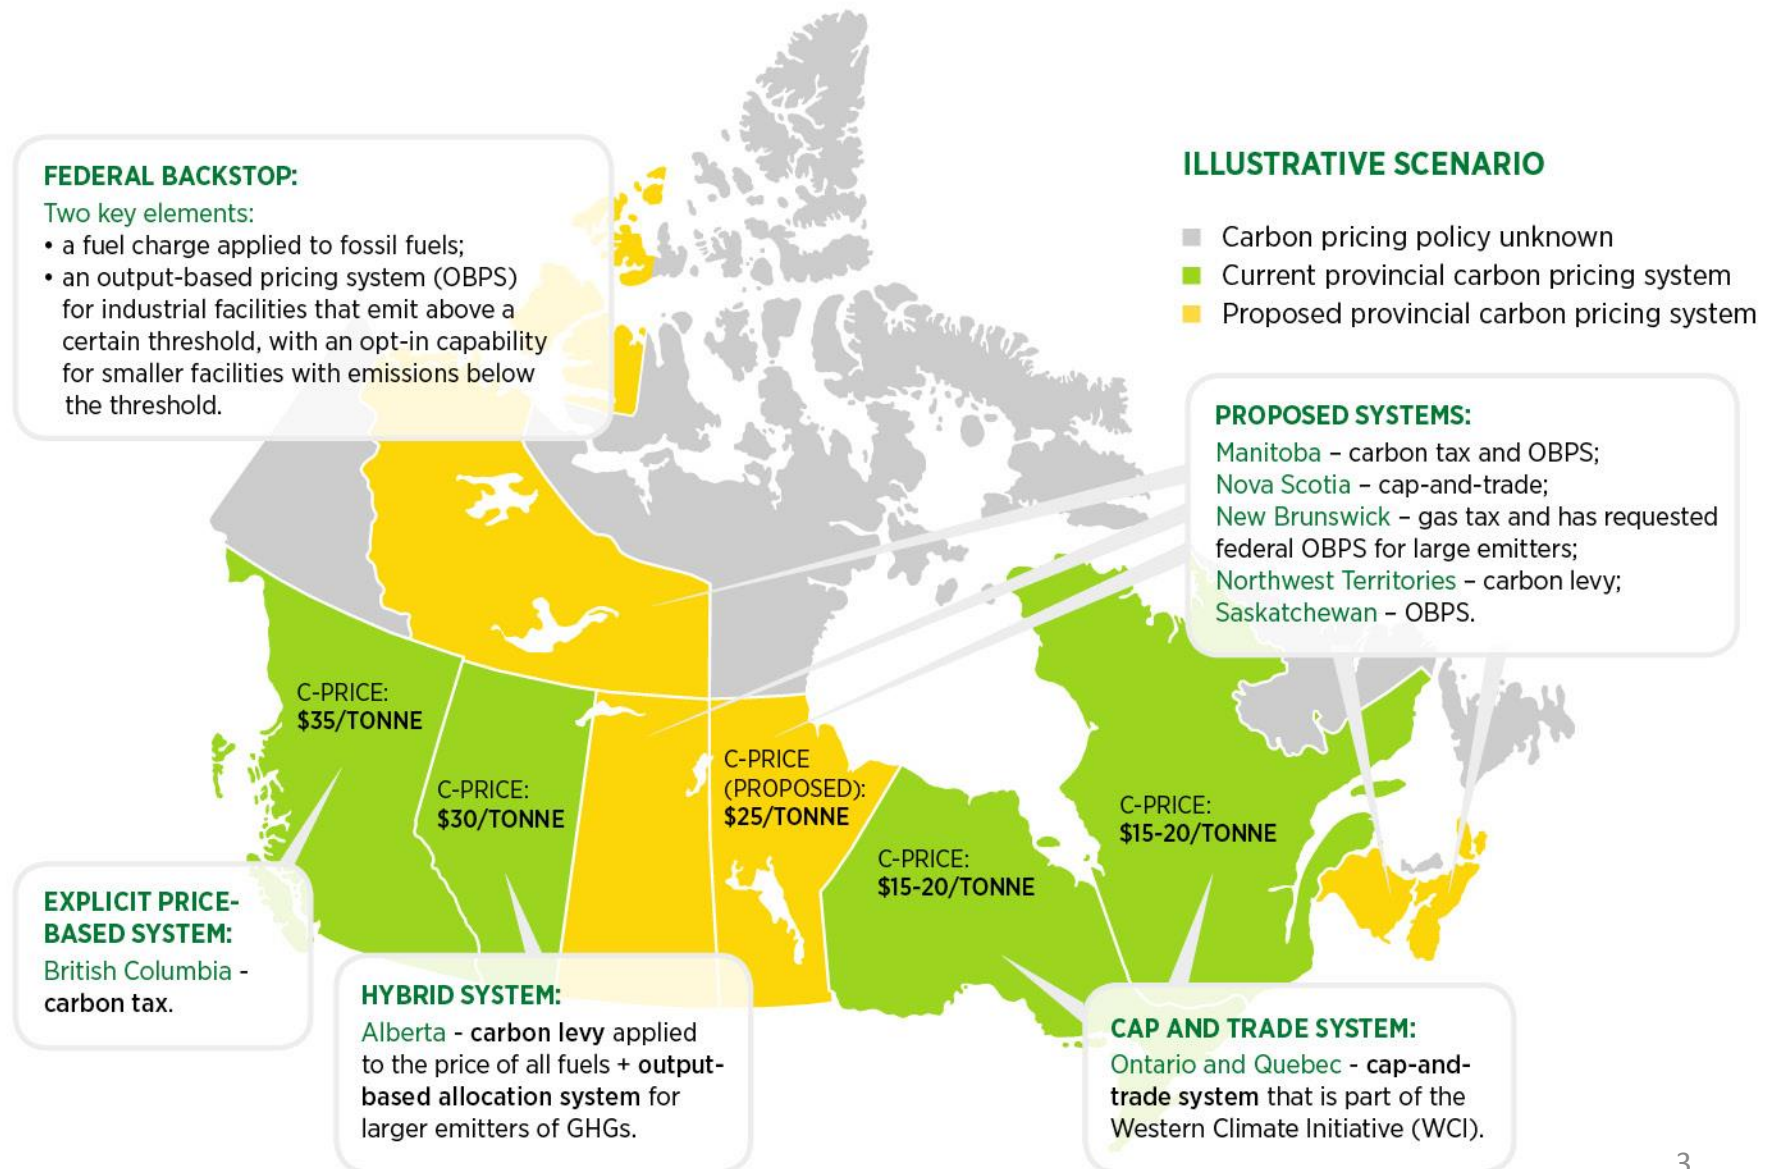 FEDERAL BACKSTOP:
Two key elements:
• a fuel charge applied to fossil fuels;
• an output-based pricing system (OBPS)
for industrial facilities that emit above a
certain threshold, with an opt-in capability
for smaller facilities with emissions below
the threshold.
ILLUSTRATIVE SCENARIO
Carbon pricing policy unknown
Current provincial carbon pricing system
Proposed provincial carbon pricing system
PROPOSED SYSTEMS:
Manitoba – carbon tax and OBPS;
Nova Scotia – cap-and-trade;
New Brunswick – gas tax and has requested
federal OBPS for large emitters;
Northwest Territories – carbon levy;
Saskatchewan – OBPS.
C-PRICE:
$35/TONNE
C-PRICE:
$30/TONNE
C-PRICE
(PROPOSED):
$25/TONNE
C-PRICE:
$15-20/TONNE
C-PRICE:
$15-20/TONNE
EXPLICIT PRICE-
BASED SYSTEM:
British Columbia -
carbon tax.
HYBRID SYSTEM:
Alberta - carbon levy applied
to the price of all fuels + output-
based allocation system for
larger emitters of GHGs.
CAP AND TRADE SYSTEM:
Ontario and Quebec - cap-and-
trade system that is part of the
Western Climate Initiative (WCI).
3